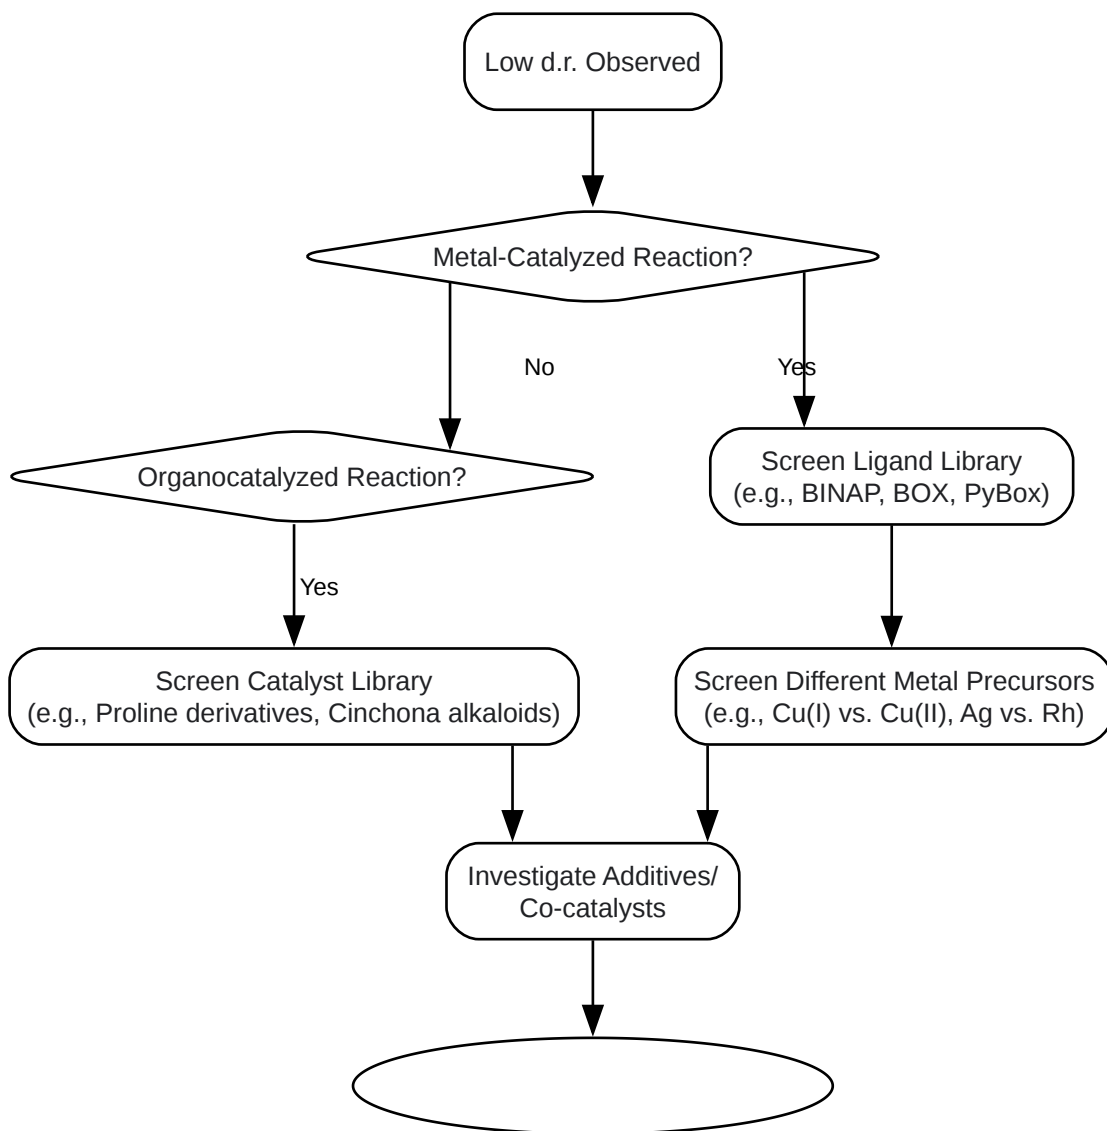 Low d.r. Observed
Metal-Catalyzed Reaction?
No
Yes
Organocatalyzed Reaction?
Screen Ligand Library
(e.g., BINAP, BOX, PyBox)
Yes
Screen Catalyst Library
(e.g., Proline derivatives, Cinchona alkaloids)
Screen Different Metal Precursors
(e.g., Cu(I) vs. Cu(II), Ag vs. Rh)
Investigate Additives/
Co-catalysts